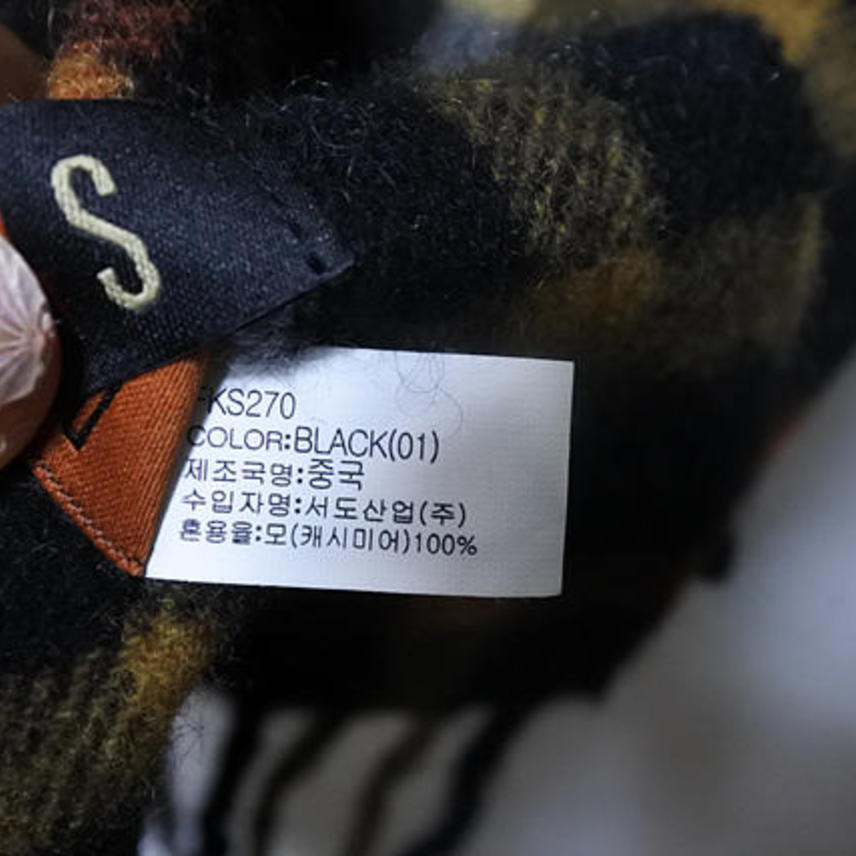 S
KS270
COLOR:BLACK(01)
제조국명:중국
수입자명:서도산업(주)
혼용율:모(캐시미어)100%